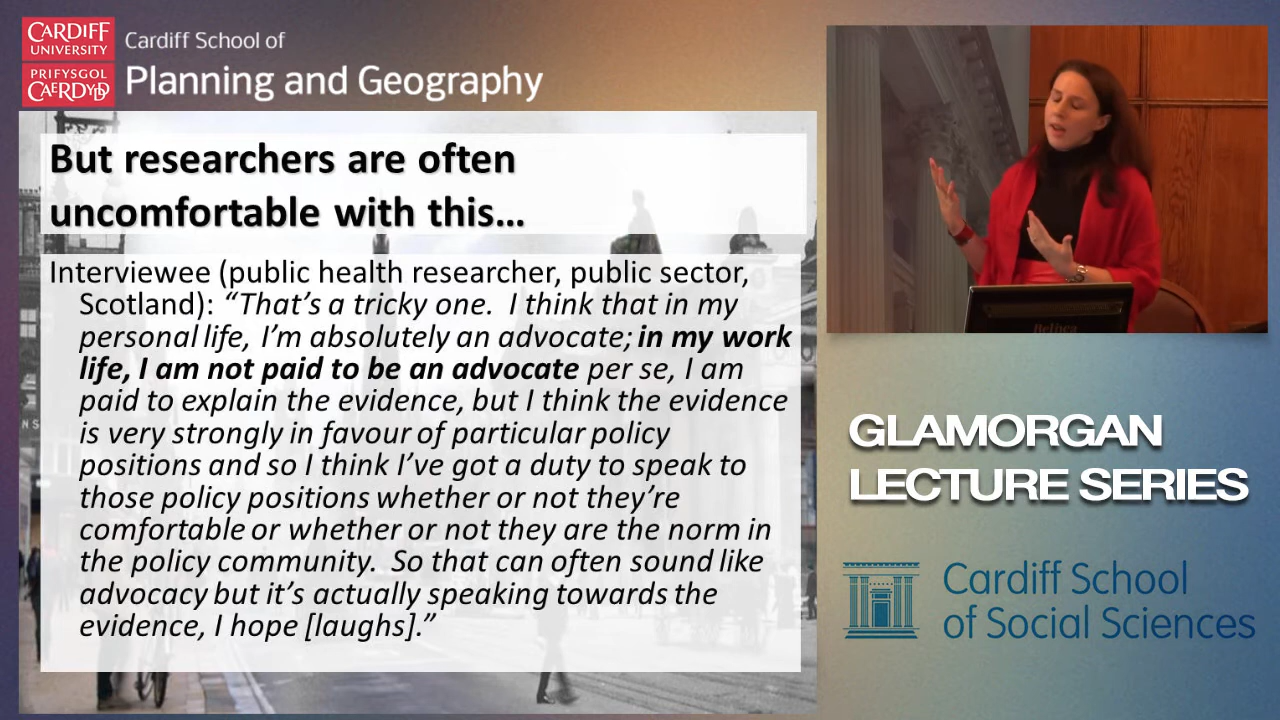 CARDIFF
UNIVERSITY
PRIFYSGOL
CAERDYDD
Cardiff School of
Planning and Geography
But researchers are often
uncomfortable with this…
Interviewee (public health researcher, public sector,
Scotland): “That’s a tricky one.  I think that in my
personal life, I’m absolutely an advocate; in my work
life, I am not paid to be an advocate per se, I am
paid to explain the evidence, but I think the evidence
is very strongly in favour of particular policy
positions and so I think I’ve got a duty to speak to
those policy positions whether or not they’re
comfortable or whether or not they are the norm in
the policy community.  So that can often sound like
advocacy but it’s actually speaking towards the
evidence, I hope [laughs].”
GLAMORGAN
LECTURE SERIES
Cardiff School
of Social Sciences